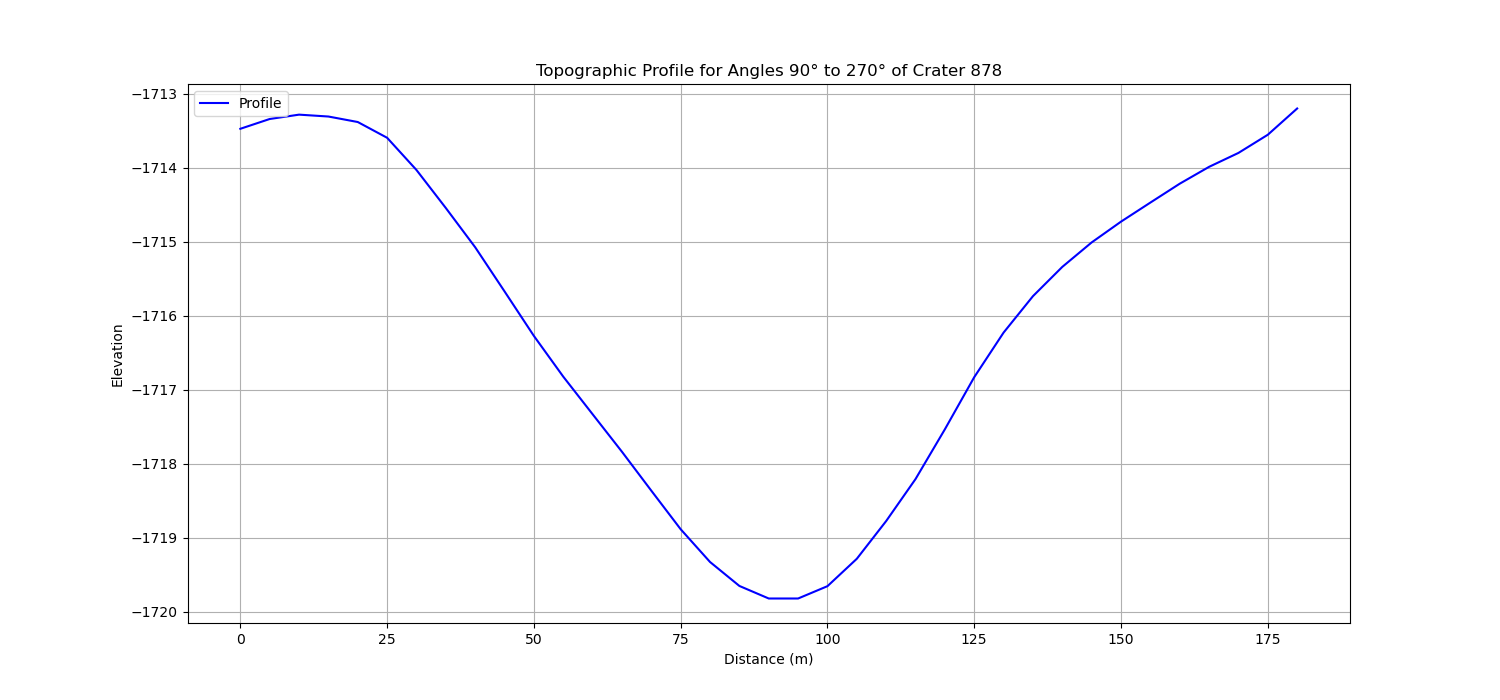 Topographic Profile for Angles 90° to 270° of Crater 878
Profile
−1713
−1714
−1715
−1716
−1717
−1718
−1719
−1720
Elevation
0 25 50 75 100 125 150 175
Distance (m)